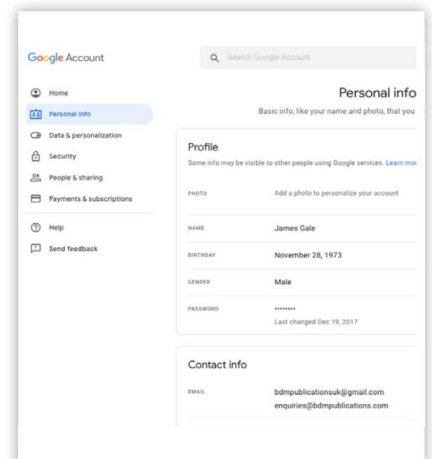 Google Account
Search Google Account
Home
Personal info
Data & personalization
Security
People & sharing
Payments & subscriptions
Help
Send feedback
Personal info
Basic info, like your name and photo, that you
Profile
Some info may be visible to other people using Google services. Learn mor
PHOTO Add a photo to personalize your account
NAME James Gale
BIRTHDAY November 28, 1973
GENDER Male
PASSWORD ••••••••
Last changed Dec 19, 2017
Contact info
EMAIL bdmpublicationsuk@gmail.com
enquiries@bdmpublications.com